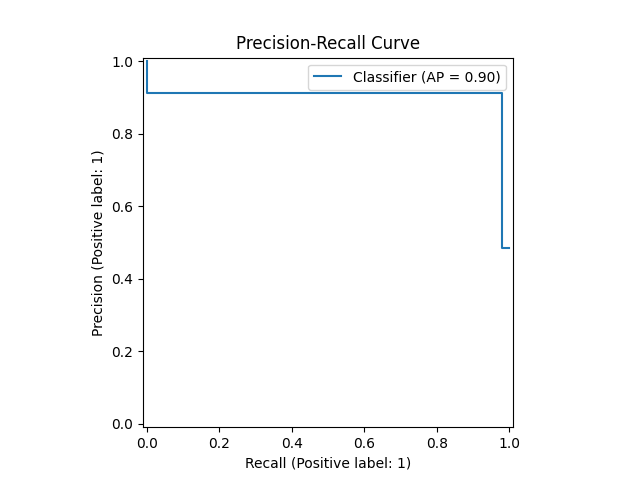 Precision-Recall Curve
Classifier (AP = 0.90)
1.0
0.8
0.6
0.4
0.2
0.0
Precision (Positive label: 1)
0.0 0.2 0.4 0.6 0.8 1.0
Recall (Positive label: 1)